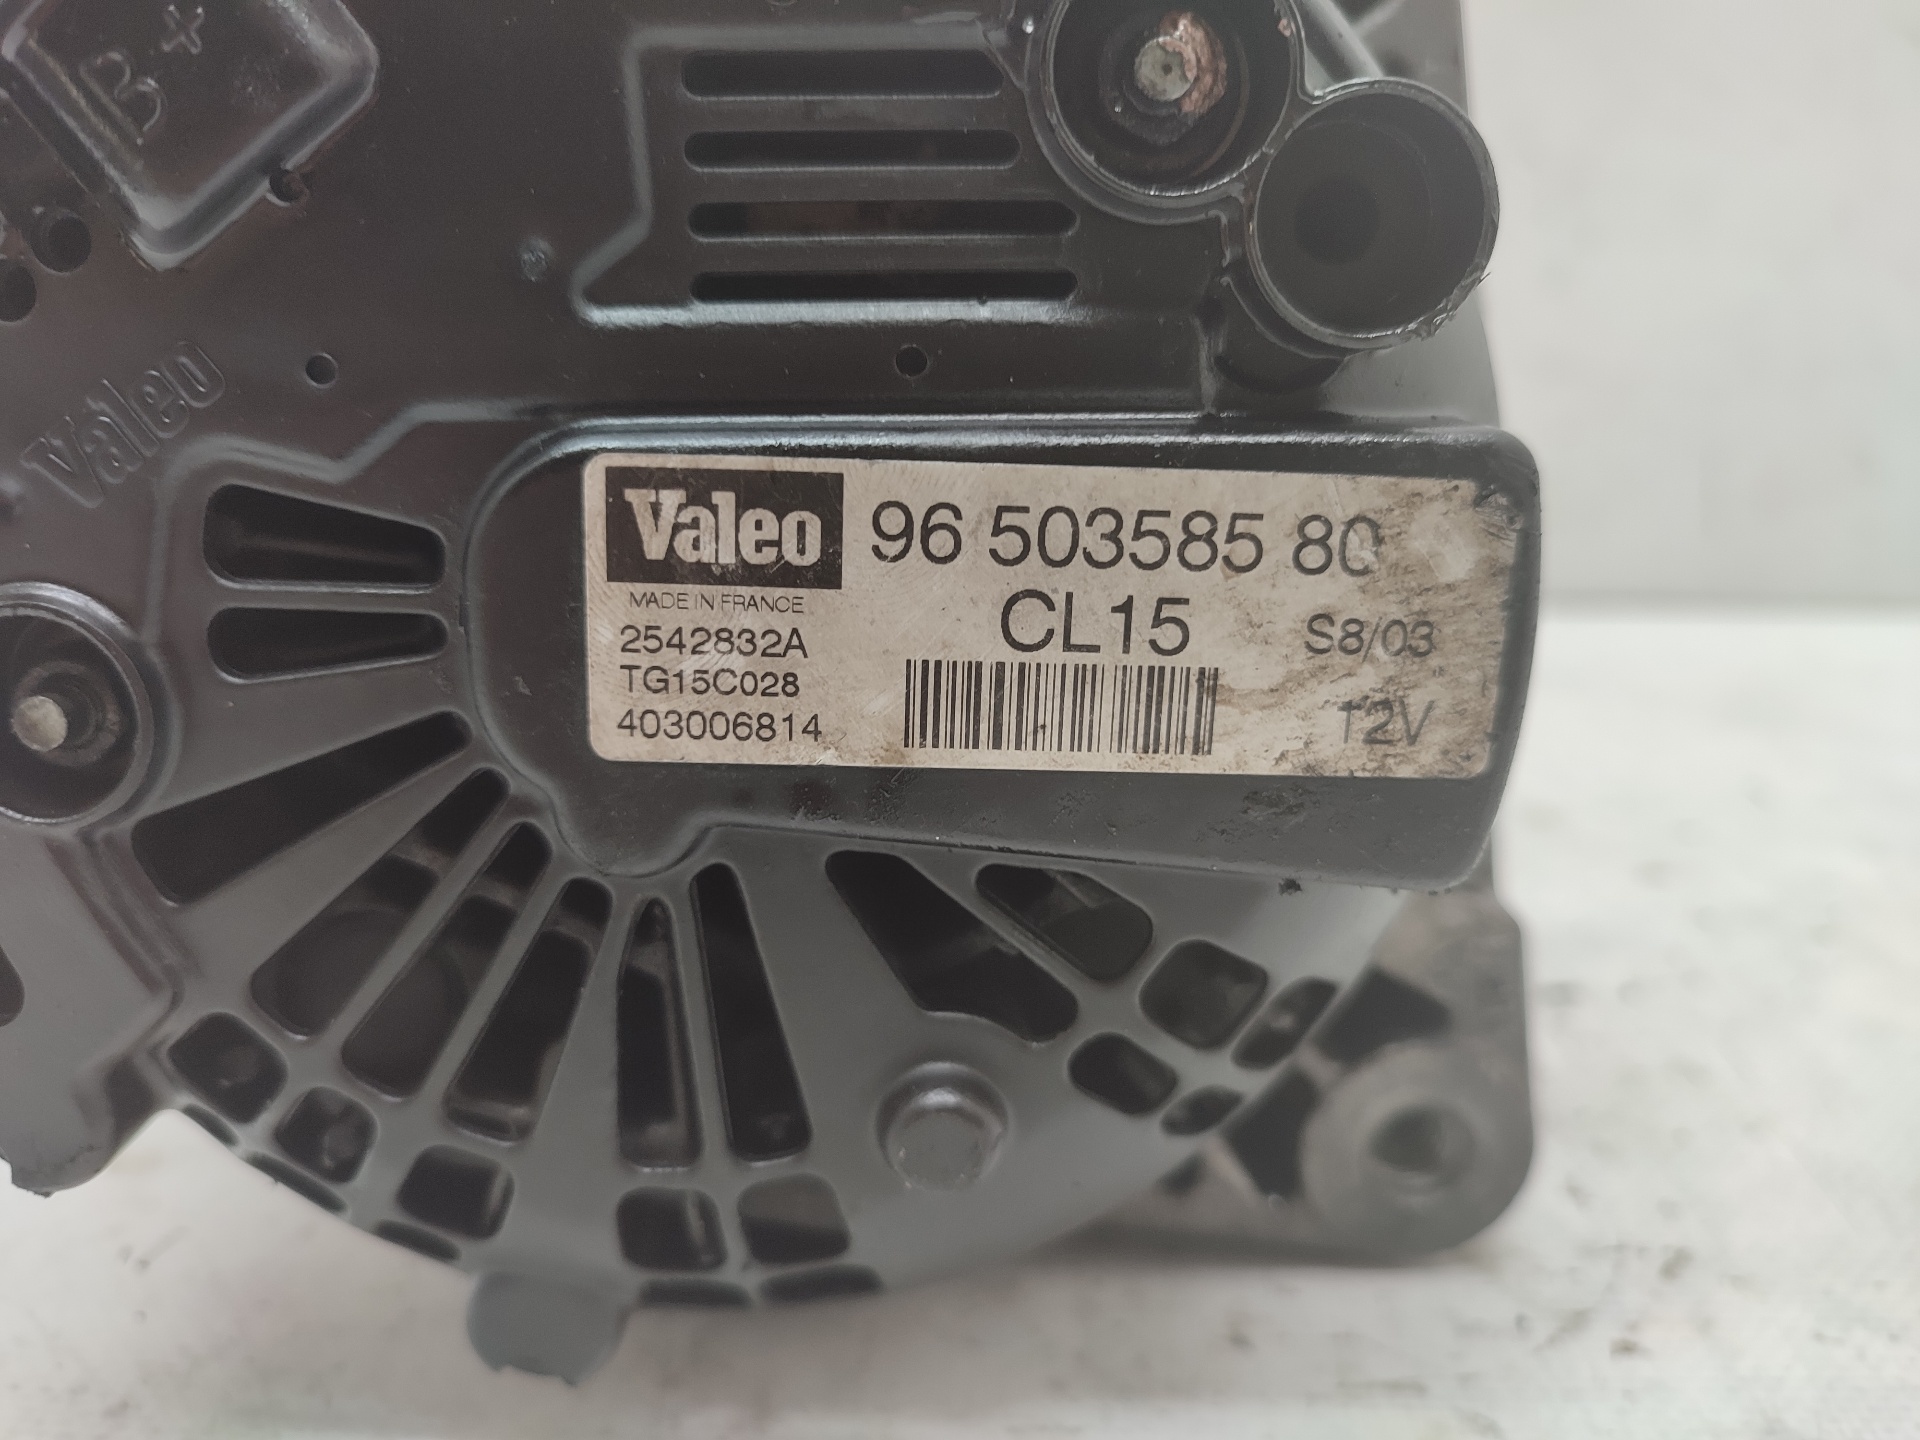 B+
Valeo
Valeo 96 503585 80
MADE IN FRANCE CL15 S8/03
2542832A
TG15C028
403006814 12V